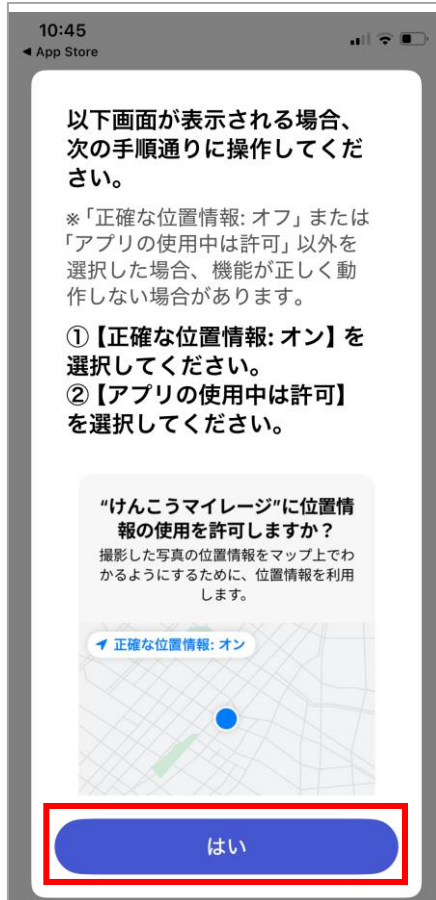 10:45
◀ App Store
以下画面が表示される場合、
次の手順通りに操作してくだ
さい。
※「正確な位置情報: オフ」または
「アプリの使用中は許可」以外を
選択した場合、機能が正しく動
作しない場合があります。
①【正確な位置情報: オン】を
選択してください。
②【アプリの使用中は許可】
を選択してください。
“けんこうマイレージ”に位置情
報の使用を許可しますか？
撮影した写真の位置情報をマップ上でわ
かるようにするために、位置情報を利用
します。
正確な位置情報: オン
はい